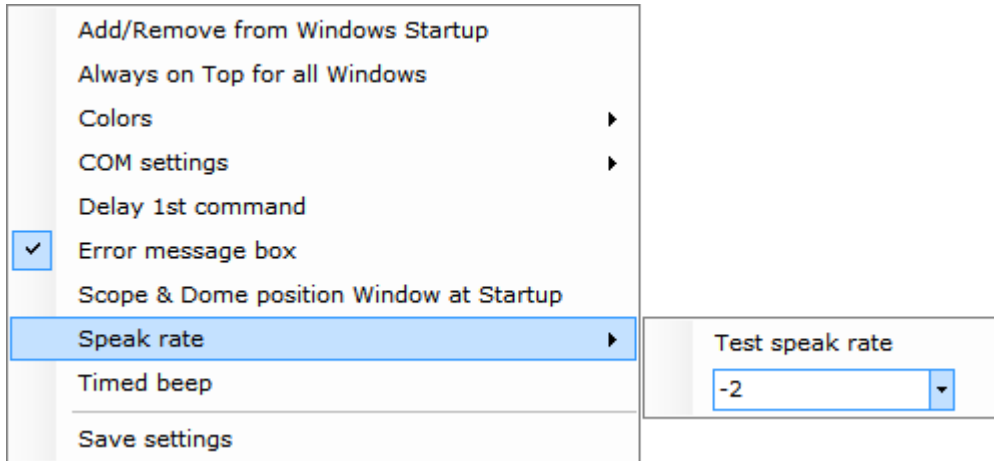 Add/Remove from Windows Startup
Always on Top for all Windows
Colors
COM settings
Delay 1st command
Error message box
Scope & Dome position Window at Startup
Speak rate
Test speak rate
-2
Timed beep
Save settings